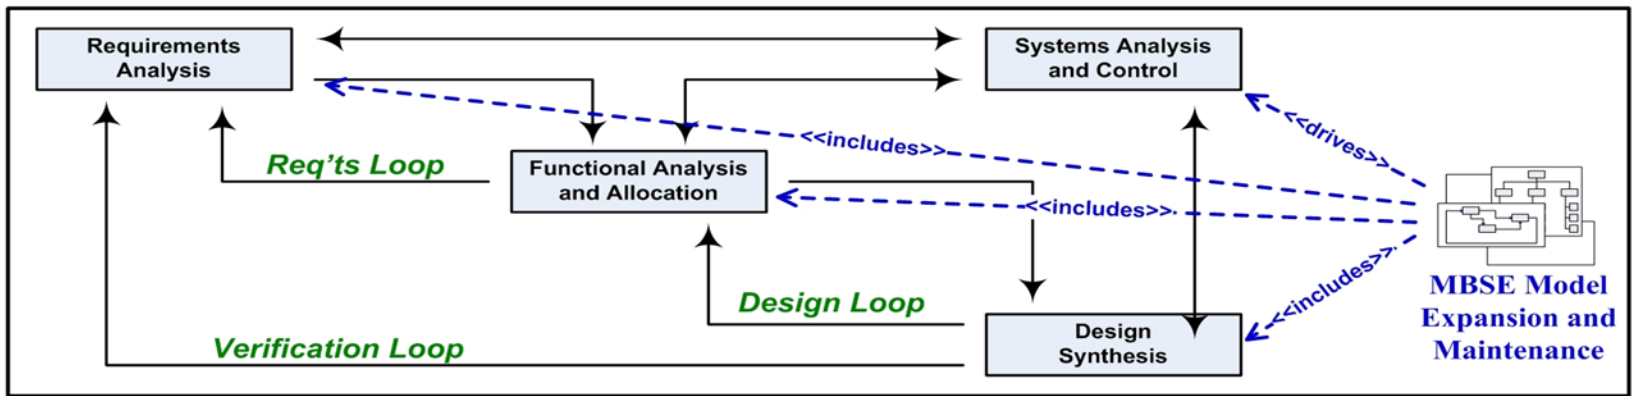 Requirements
Analysis
Systems Analysis
and Control
<<drives>>
<<includes>>
Req'ts Loop
Functional Analysis
and Allocation
<<includes>>
<<includes>>
MBSE Model
Expansion and
Maintenance
Design Loop
Design
Synthesis
Verification Loop